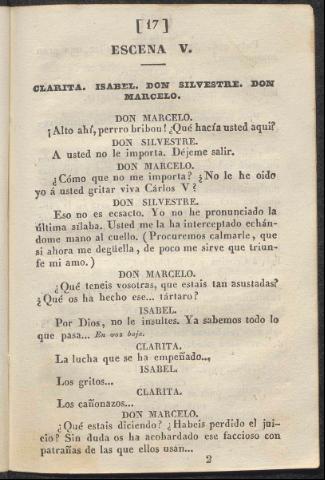 [17]
ESCENA V.
CLARITA. ISABEL. DON SILVESTRE. DON
MARCELO.
DON MARCELO.
¡Alto ahí, perrro bribon! ¿Qué hacía usted aqui?
DON SILVESTRE.
A usted no le importa. Déjeme salir.
DON MARCELO.
¿Cómo que no me importa? ¿No le he oido
yo á usted gritar viva Cárlos V?
DON SILVESTRE.
Eso no es ecsacto. Yo no he pronunciado la
última sílaba. Usted me la ha interceptado echán-
dome mano al cuello. (Procuremos calmarle, que
si ahora me degüella, de poco me sirve que triun-
fe mi amo.)
DON MARCELO.
¿Qué teneis vosotras, que estais tan asustadas?
¿Qué os ha hecho ese... tártaro?
ISABEL.
Por Dios, no le insultes. Ya sabemos todo lo
que pasa... En voz baja.
CLARITA.
La lucha que se ha empeñado...
ISABEL.
Los gritos...
CLARITA.
Los cañonazos...
DON MARCELO.
¿Qué estais diciendo? ¿Habeis perdido el jui-
cio? Sin duda os ha acobardado ese faccioso con
patrañas de las que ellos usan...
2